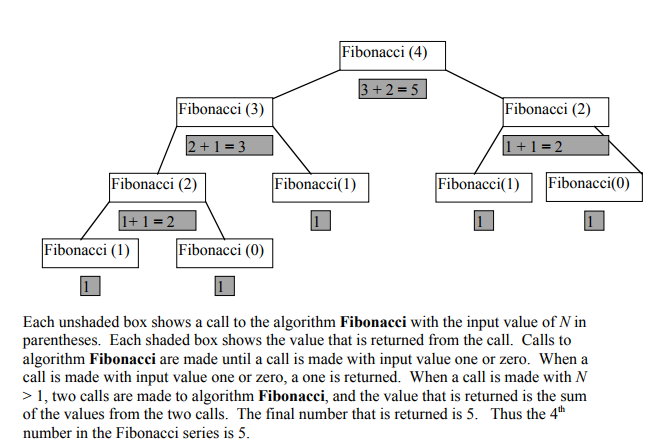 Fibonacci (4)
3 + 2 = 5
Fibonacci (3)
Fibonacci (2)
2 + 1 = 3
1 + 1 = 2
Fibonacci (2)
Fibonacci(1)
Fibonacci(1)
Fibonacci(0)
1+ 1 = 2
1
1
1
Fibonacci (1)
Fibonacci (0)
1
1
Each unshaded box shows a call to the algorithm Fibonacci with the input value of N in
parentheses.  Each shaded box shows the value that is returned from the call.  Calls to
algorithm Fibonacci are made until a call is made with input value one or zero.  When a
call is made with input value one or zero, a one is returned.  When a call is made with N
> 1, two calls are made to algorithm Fibonacci, and the value that is returned is the sum
of the values from the two calls.  The final number that is returned is 5.   Thus the 4th
number in the Fibonacci series is 5.